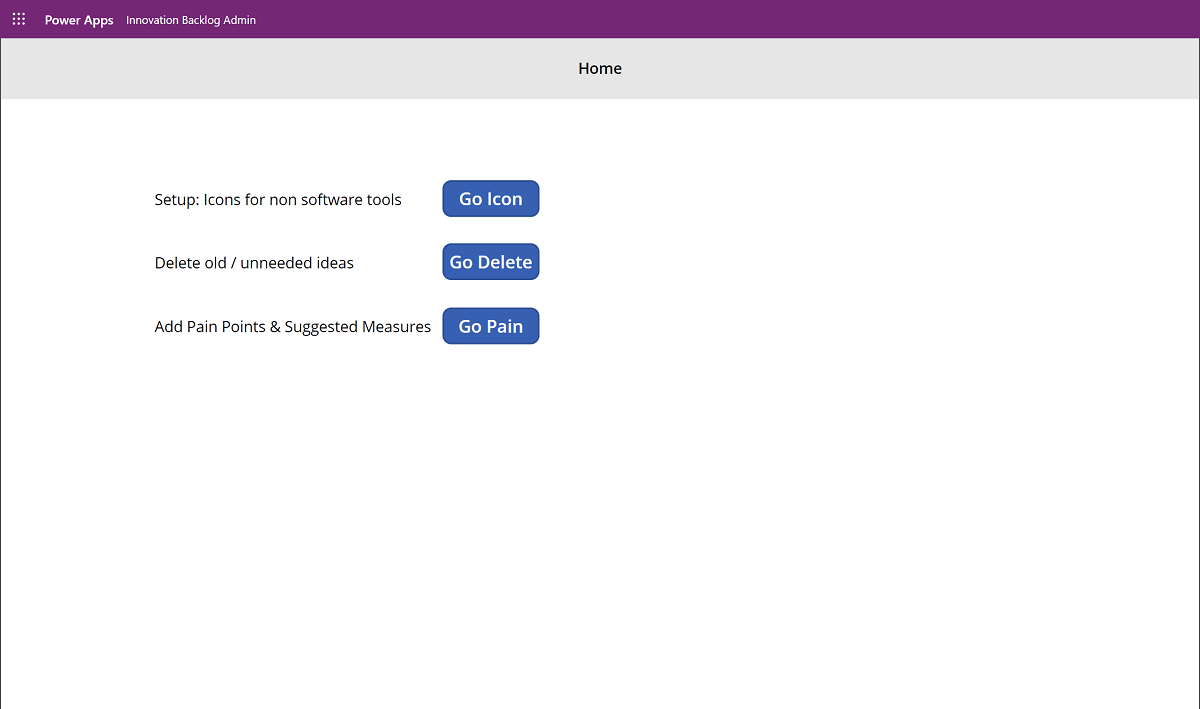 Power Apps Innovation Backlog Admin
Home
Setup: Icons for non software tools Go Icon
Delete old / unneeded ideas Go Delete
Add Pain Points & Suggested Measures Go Pain